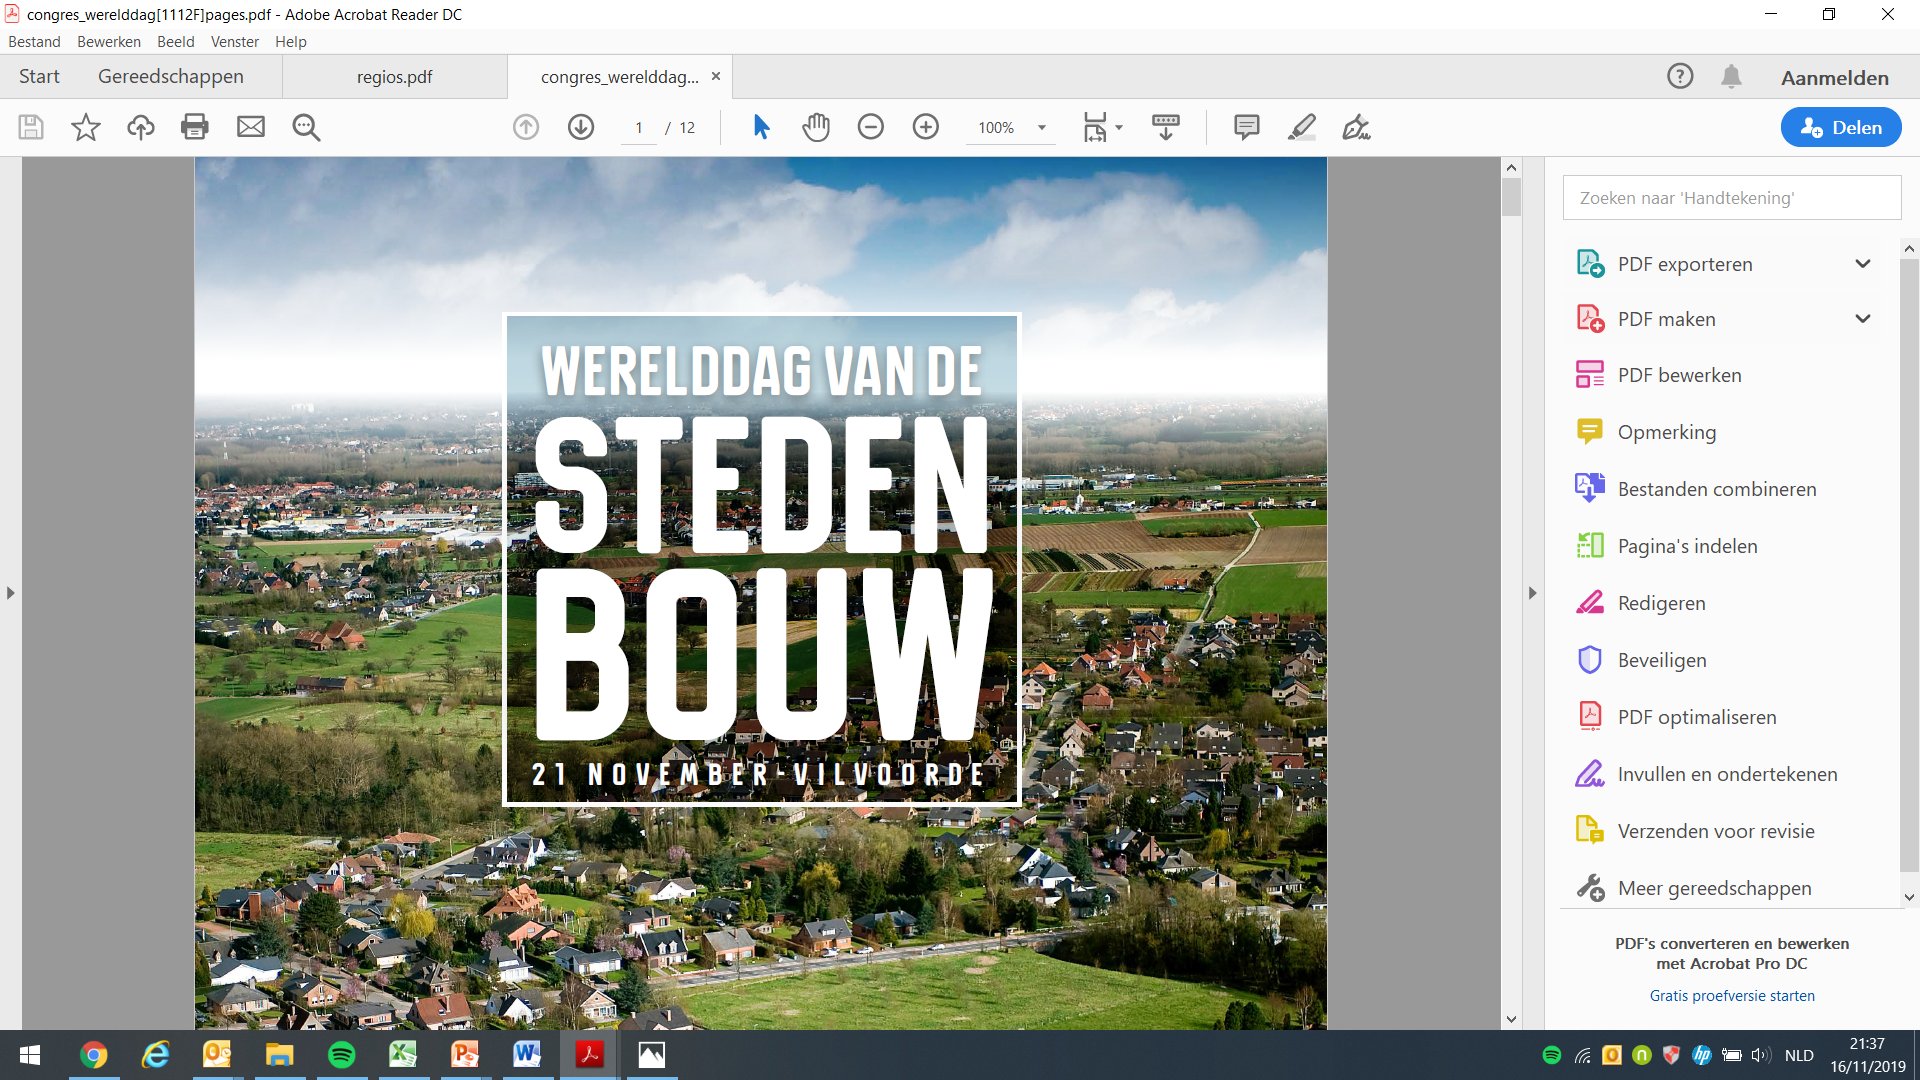 congres_werelddag[1112F]pages.pdf - Adobe Acrobat Reader DC
Bestand Bewerken Beeld Venster Help
Start Gereedschappen regios.pdf congres_werelddag... × Aanmelden
1 / 12 100% Delen
Zoeken naar 'Handtekening'
PDF exporteren
PDF maken
PDF bewerken
Opmerking
Bestanden combineren
Pagina's indelen
Redigeren
Beveiligen
PDF optimaliseren
Invullen en ondertekenen
Verzenden voor revisie
Meer gereedschappen
PDF's converteren en bewerken
met Acrobat Pro DC
Gratis proefversie starten
WERELDDAG VAN DE
STEDEN
BOUW
21 NOVEMBER-VILVOORDE
NLD
21:37
16/11/2019